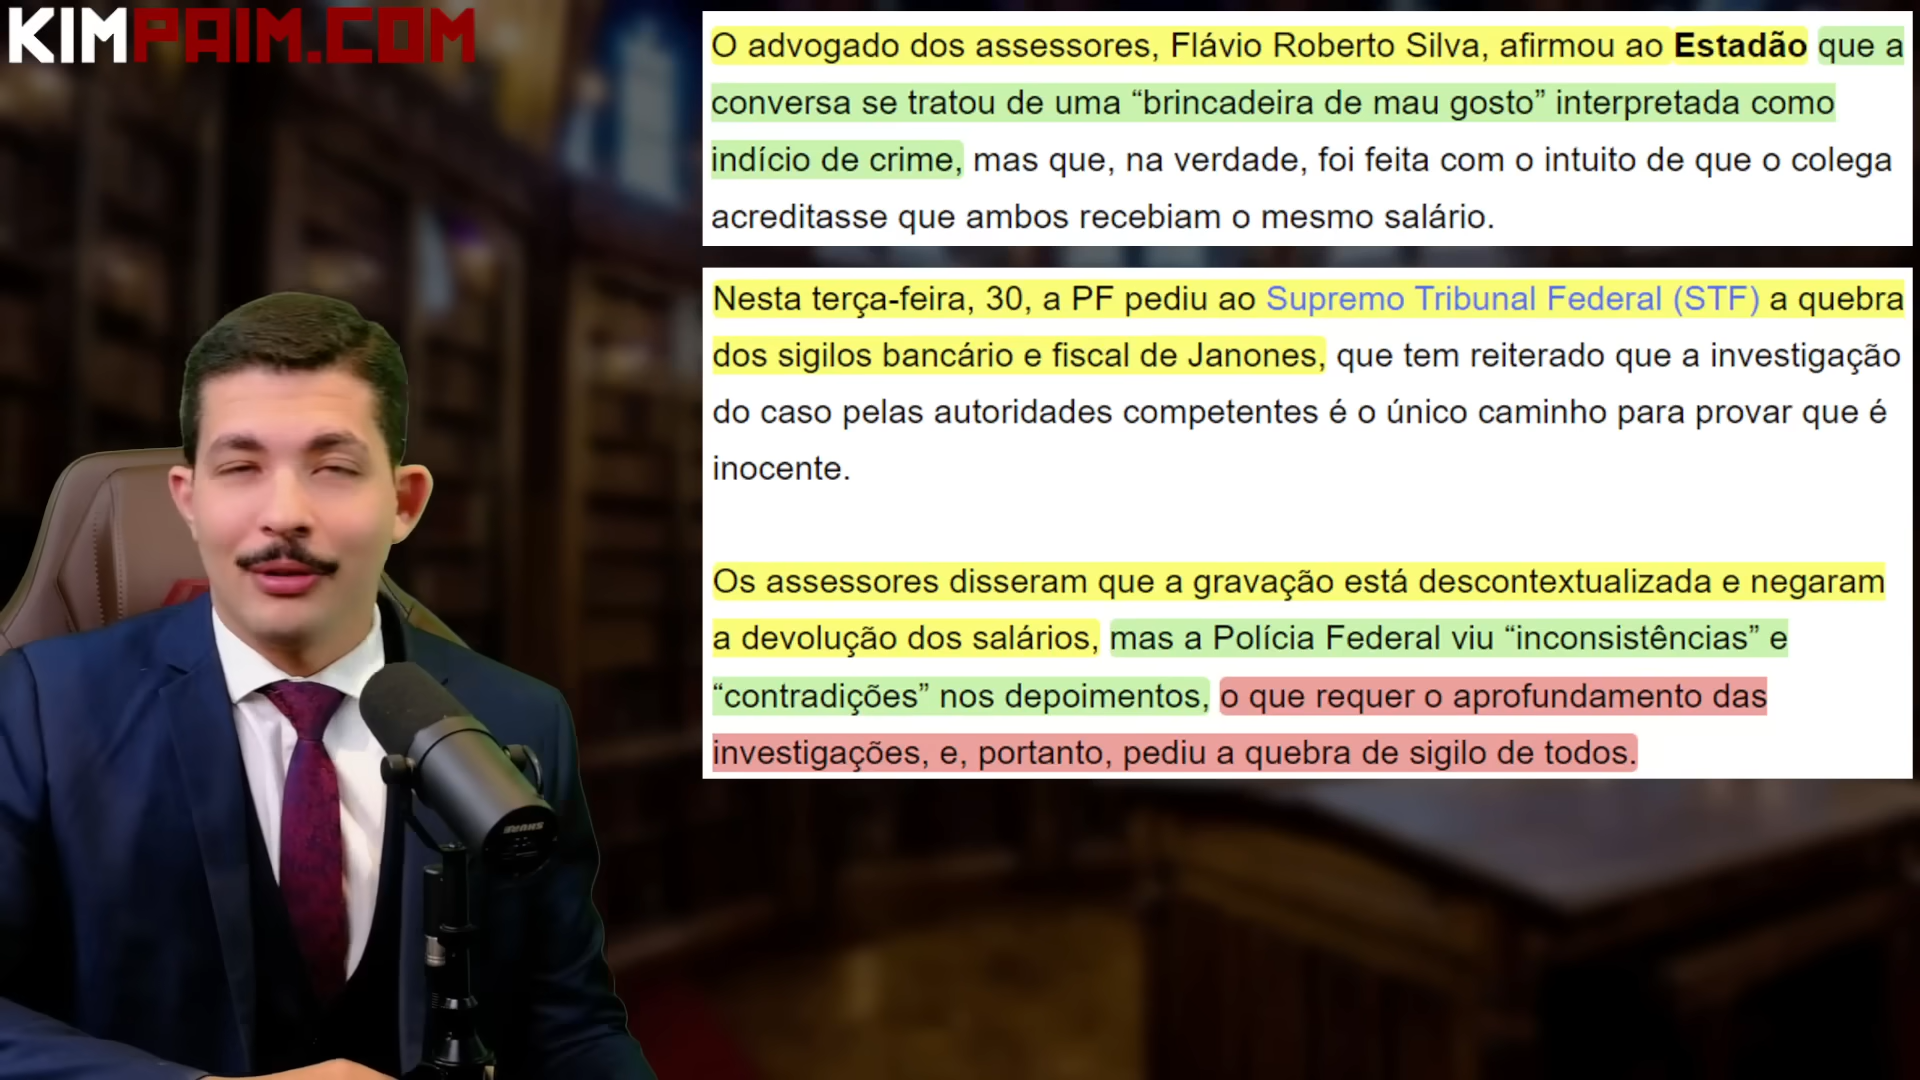 KIMPAIM.COM
O advogado dos assessores, Flávio Roberto Silva, afirmou ao Estadão que a
conversa se tratou de uma “brincadeira de mau gosto” interpretada como
indício de crime, mas que, na verdade, foi feita com o intuito de que o colega
acreditasse que ambos recebiam o mesmo salário.
Nesta terça-feira, 30, a PF pediu ao Supremo Tribunal Federal (STF) a quebra
dos sigilos bancário e fiscal de Janones, que tem reiterado que a investigação
do caso pelas autoridades competentes é o único caminho para provar que é
inocente.
Os assessores disseram que a gravação está descontextualizada e negaram
a devolução dos salários, mas a Polícia Federal viu “inconsistências” e
“contradições” nos depoimentos, o que requer o aprofundamento das
investigações, e, portanto, pediu a quebra de sigilo de todos.
SHURE